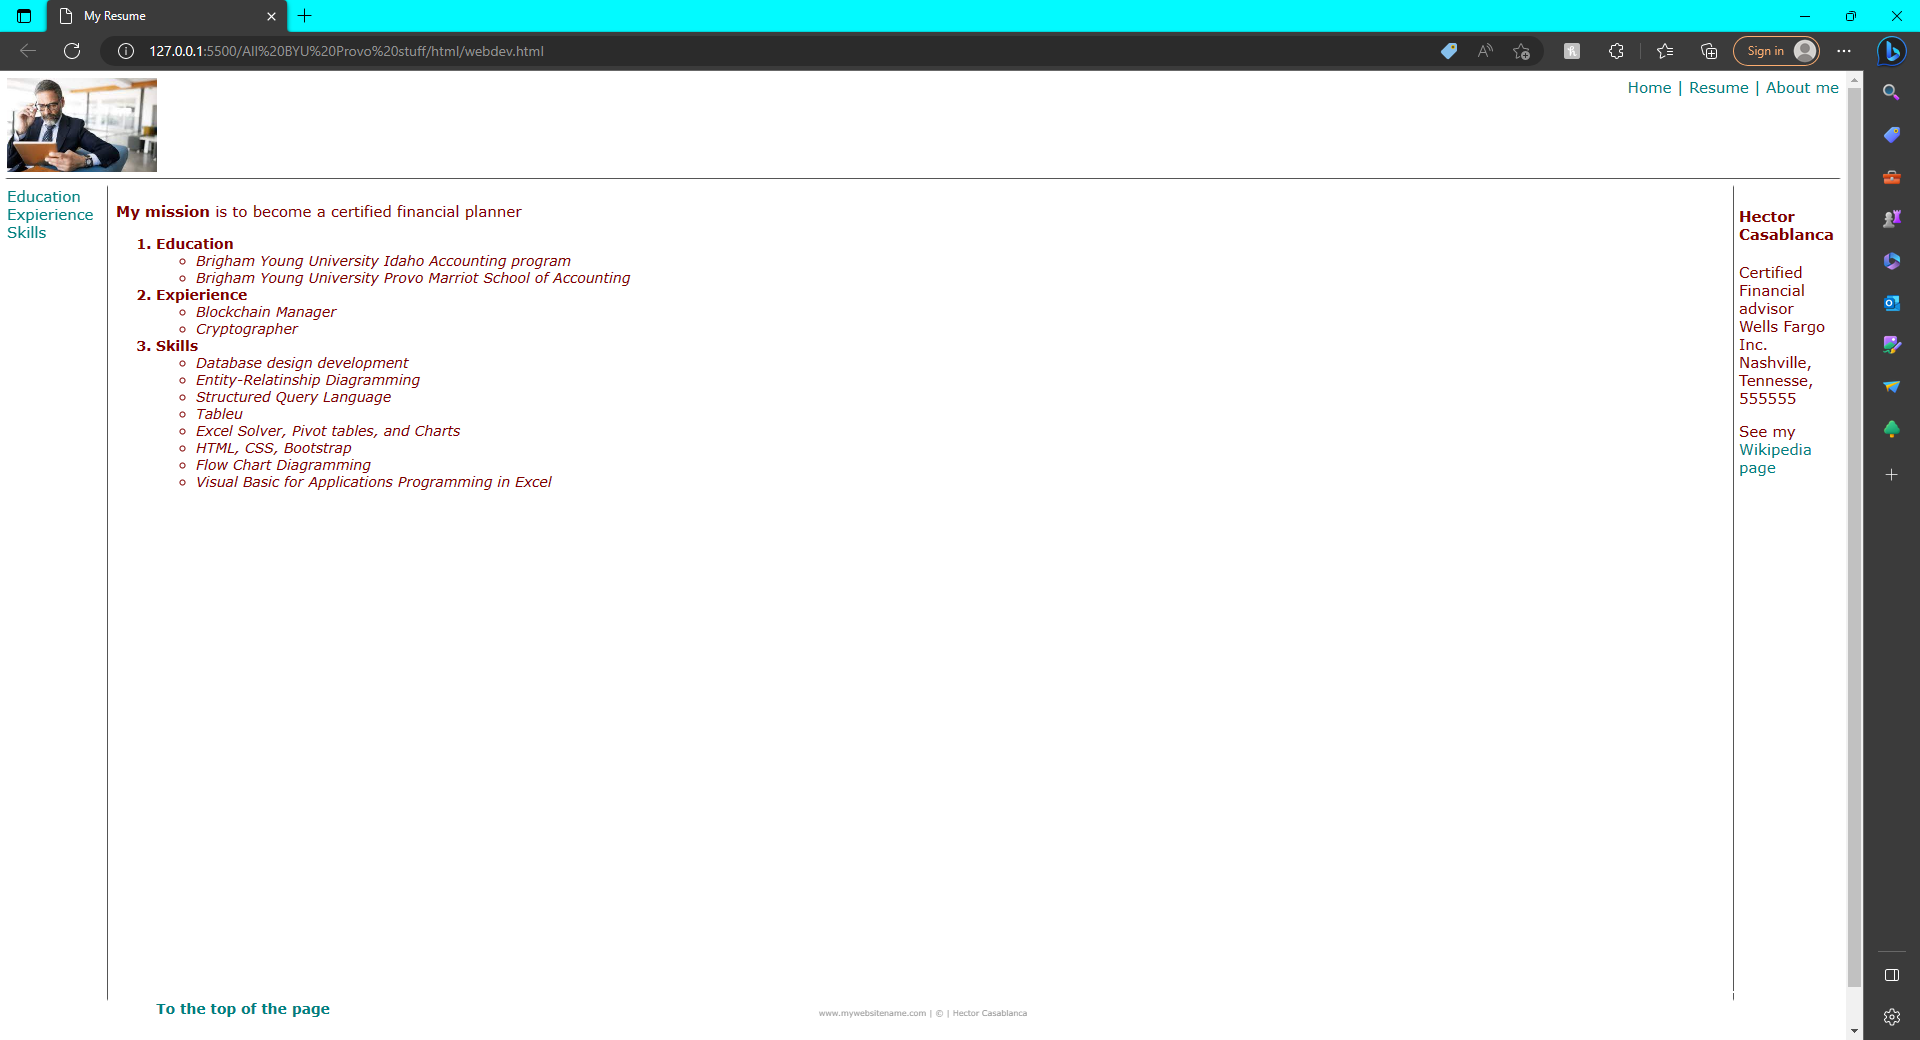 My Resume
127.0.0.1:5500/All%20BYU%20Provo%20stuff/html/webdev.html
Sign in
Home | Resume | About me
Education
Expierience
Skills
My mission is to become a certified financial planner
1. Education
Brigham Young University Idaho Accounting program
Brigham Young University Provo Marriot School of Accounting
2. Expierience
Blockchain Manager
Cryptographer
3. Skills
Database design development
Entity-Relatinship Diagramming
Structured Query Language
Tableu
Excel Solver, Pivot tables, and Charts
HTML, CSS, Bootstrap
Flow Chart Diagramming
Visual Basic for Applications Programming in Excel
Hector
Casablanca
Certified
Financial
advisor
Wells Fargo
Inc.
Nashville,
Tennesse,
555555
See my
Wikipedia
page
To the top of the page
www.mywebsitename.com | © | Hector Casablanca